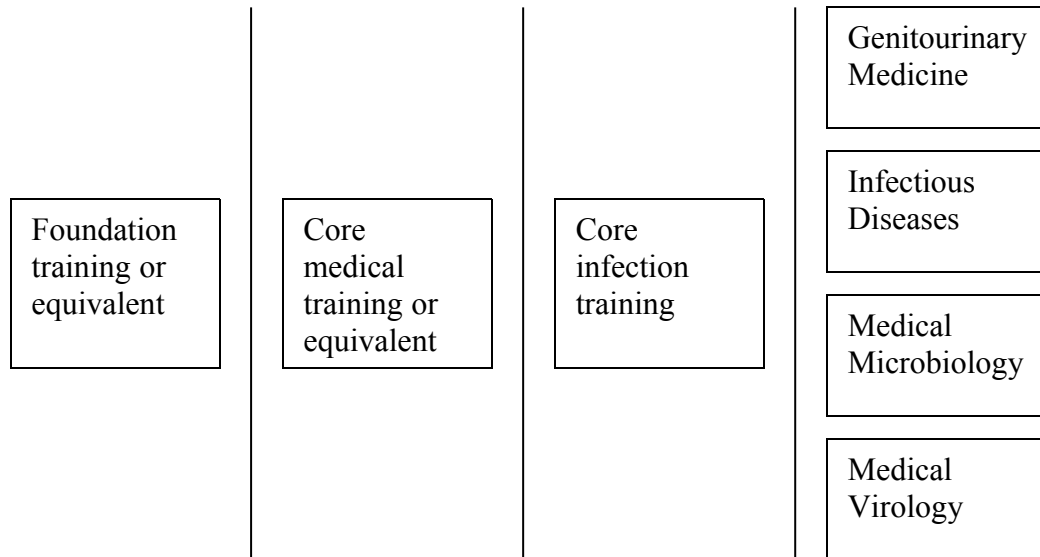 Foundation
training or
equivalent
Core
medical
training or
equivalent
Core
infection
training
Genitourinary
Medicine
Infectious
Diseases
Medical
Microbiology
Medical
Virology